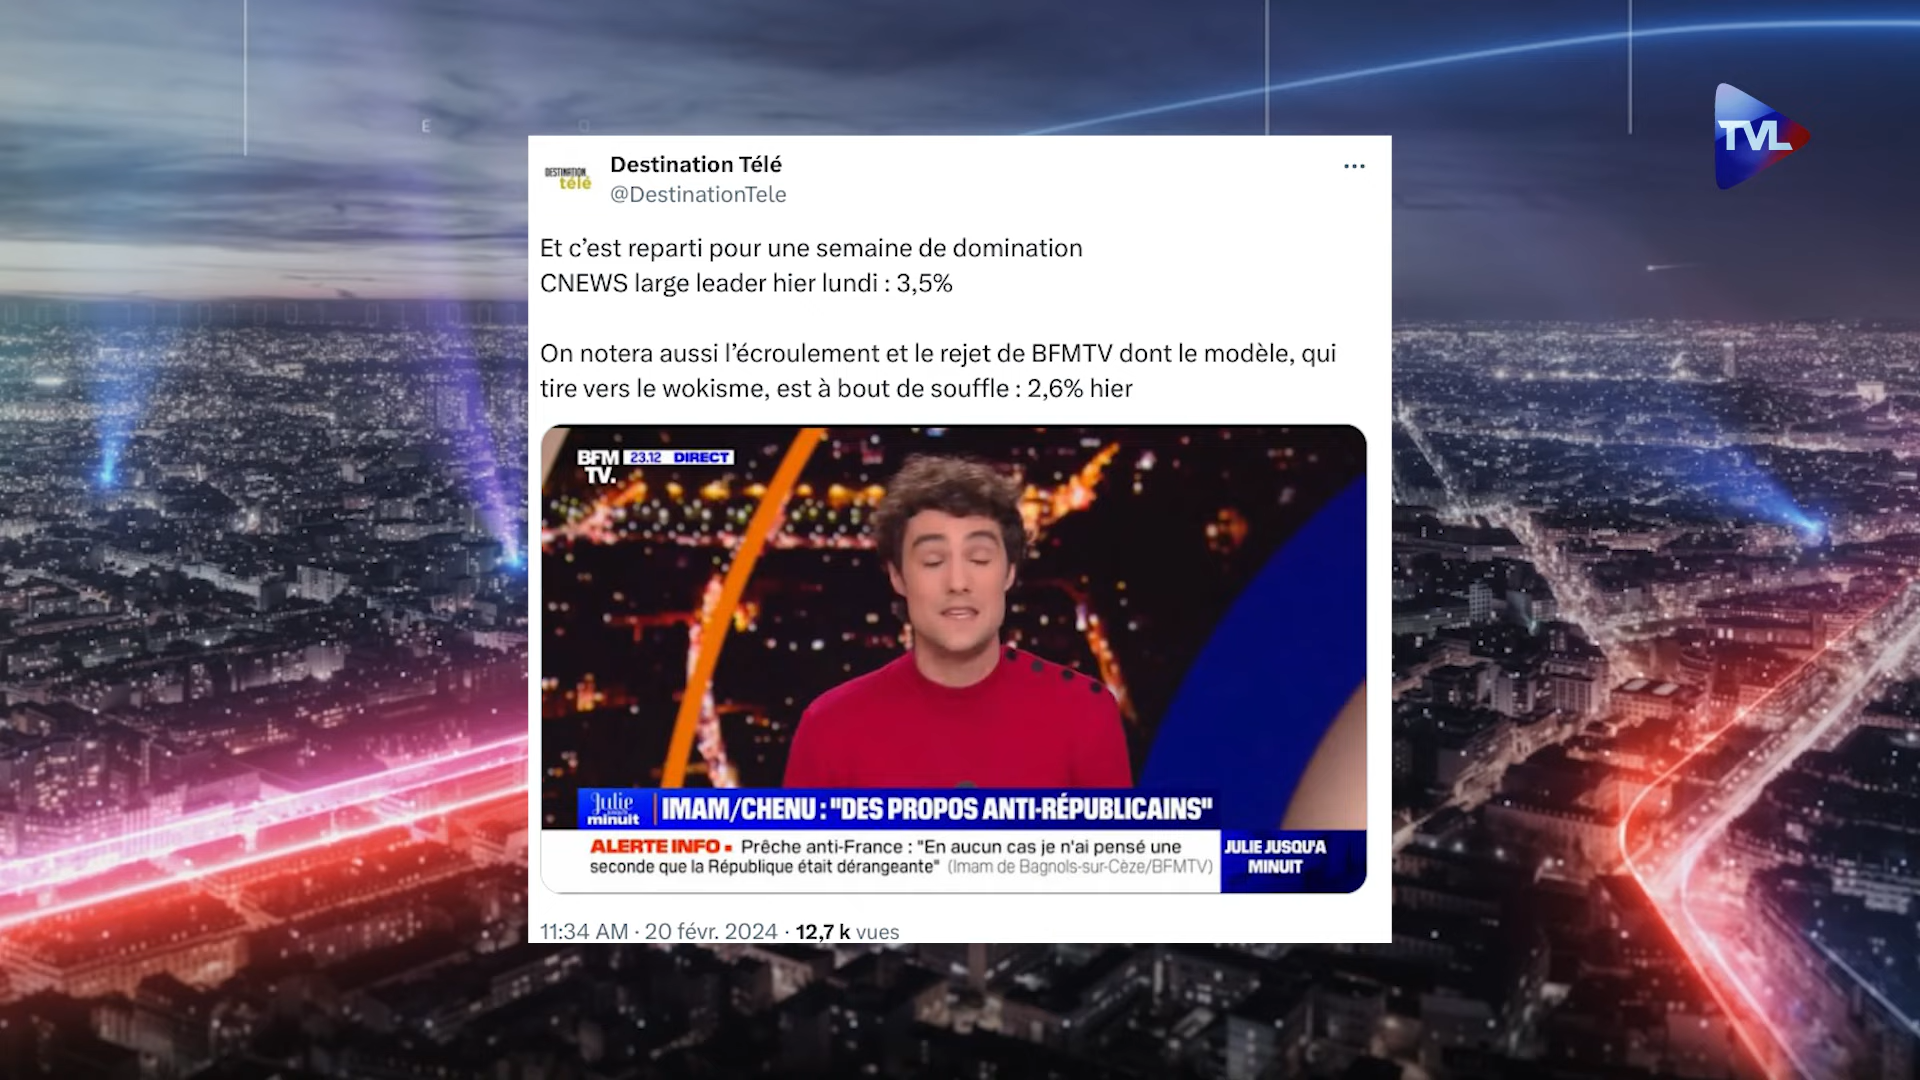 TVL
DESTINATION
télé
Destination Télé
@DestinationTele
Et c’est reparti pour une semaine de domination
CNEWS large leader hier lundi : 3,5%
On notera aussi l’écroulement et le rejet de BFMTV dont le modèle, qui
tire vers le wokisme, est à bout de souffle : 2,6% hier
BFM 23.12 DIRECT
TV.
Julie
jusqu'à
minuit
IMAM/CHENU : "DES PROPOS ANTI-RÉPUBLICAINS"
ALERTE INFO Prêche anti-France : "En aucun cas je n'ai pensé une
seconde que la République était dérangeante" (Imam de Bagnols-sur-Cèze/BFMTV)
JULIE JUSQU'A
MINUIT
11:34 AM · 20 févr. 2024 · 12,7 k vues